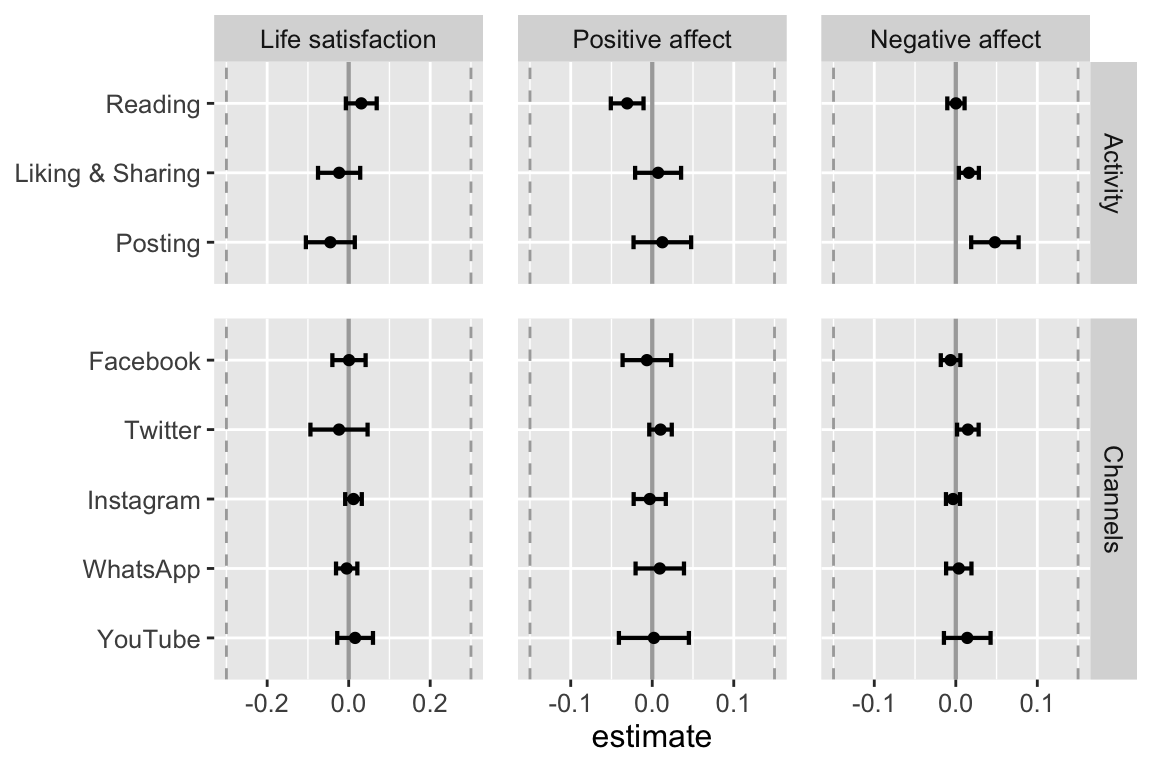 Life satisfaction
Positive affect
Negative affect
Reading
Liking & Sharing
Posting
Activity
Facebook
Twitter
Instagram
WhatsApp
YouTube
Channels
-0.2 0.0 0.2
-0.1 0.0 0.1
-0.1 0.0 0.1
estimate